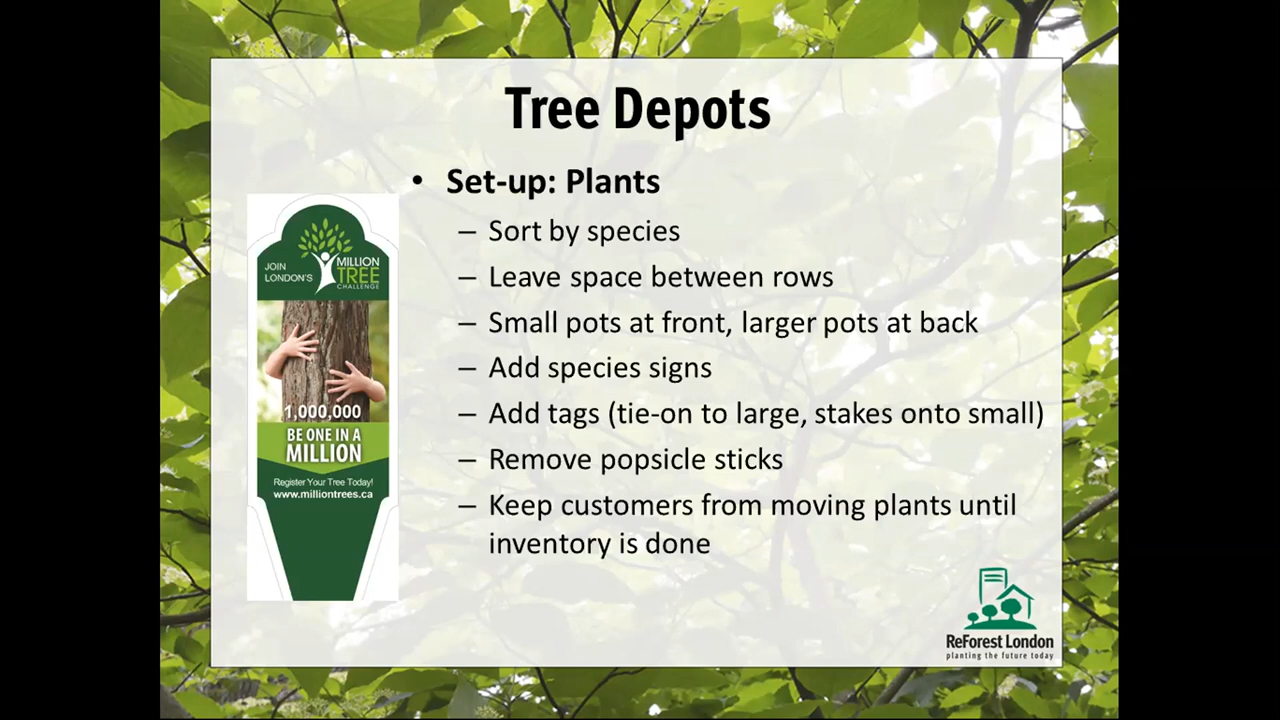 Tree Depots
• Set-up: Plants
– Sort by species
– Leave space between rows
– Small pots at front, larger pots at back
– Add species signs
– Add tags (tie-on to large, stakes onto small)
– Remove popsicle sticks
– Keep customers from moving plants until
inventory is done
JOIN
LONDON'S
MILLION
TREE
CHALLENGE
1,000,000
BE ONE IN A
MILLION
Register Your Tree Today!
www.milliontrees.ca
ReForest London
planting the future today